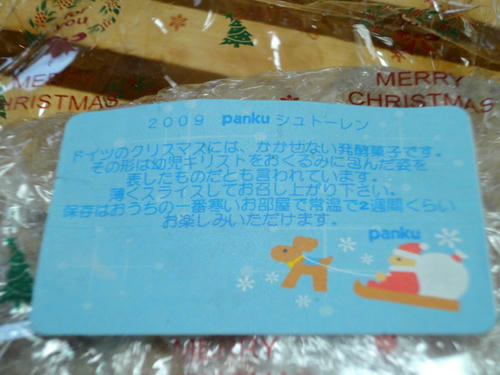 for you
MERRY
CHRISTMAS
MERRY
CHRISTMAS
2009 panku シュトーレン
ドイツのクリスマスには、かかせない発酵菓子です。
その形は幼児キリストをおくるみに包んだ姿を
表したものだとも言われています。
薄くスライスしてお召し上がり下さい。
保存はおうちの一番寒いお部屋で常温で2週間くらい
お楽しみいただけます。
panku
MERRY